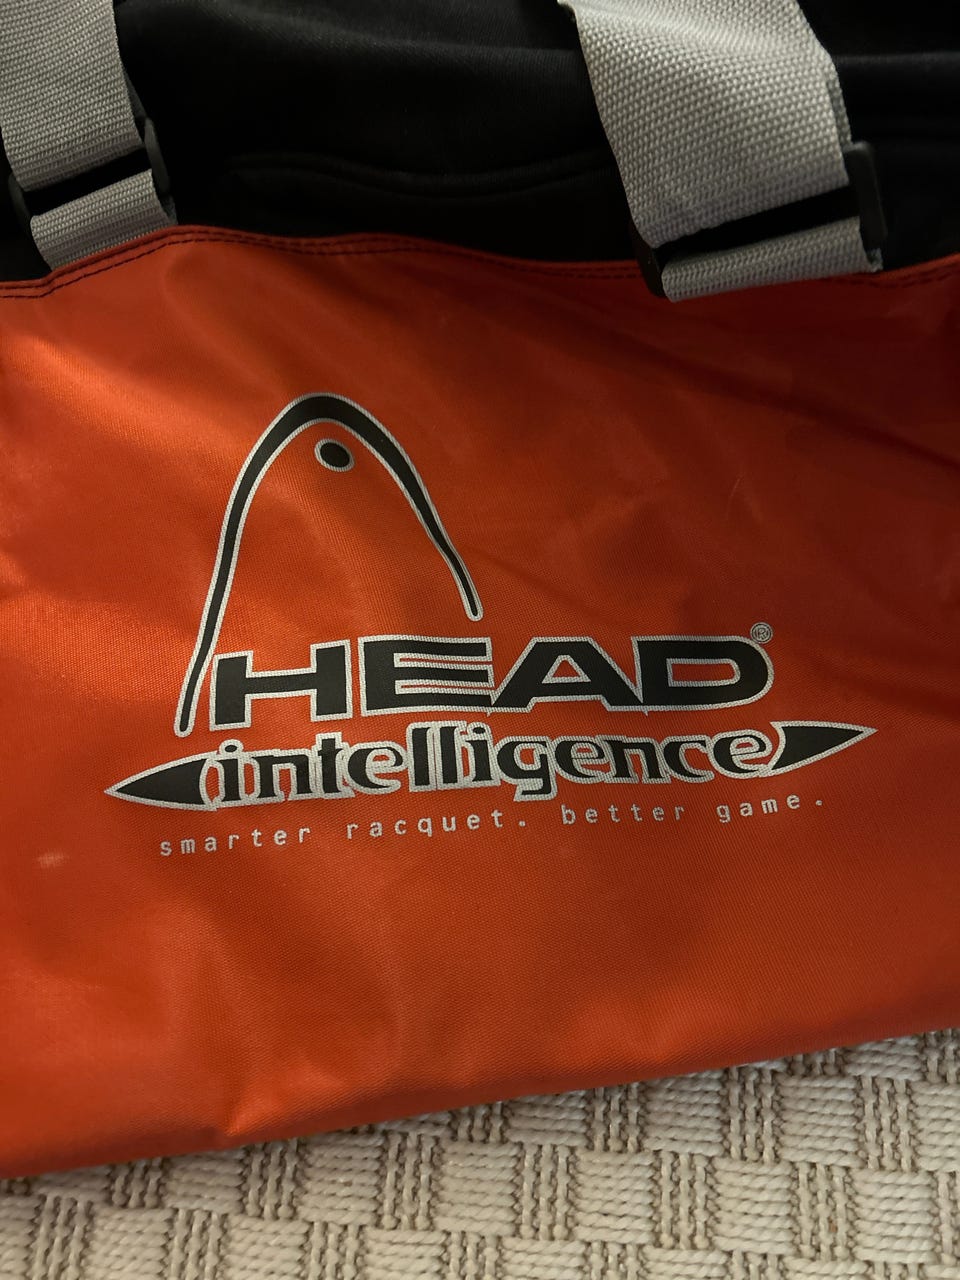 HEAD®
intelligence
smarter racquet. better game.